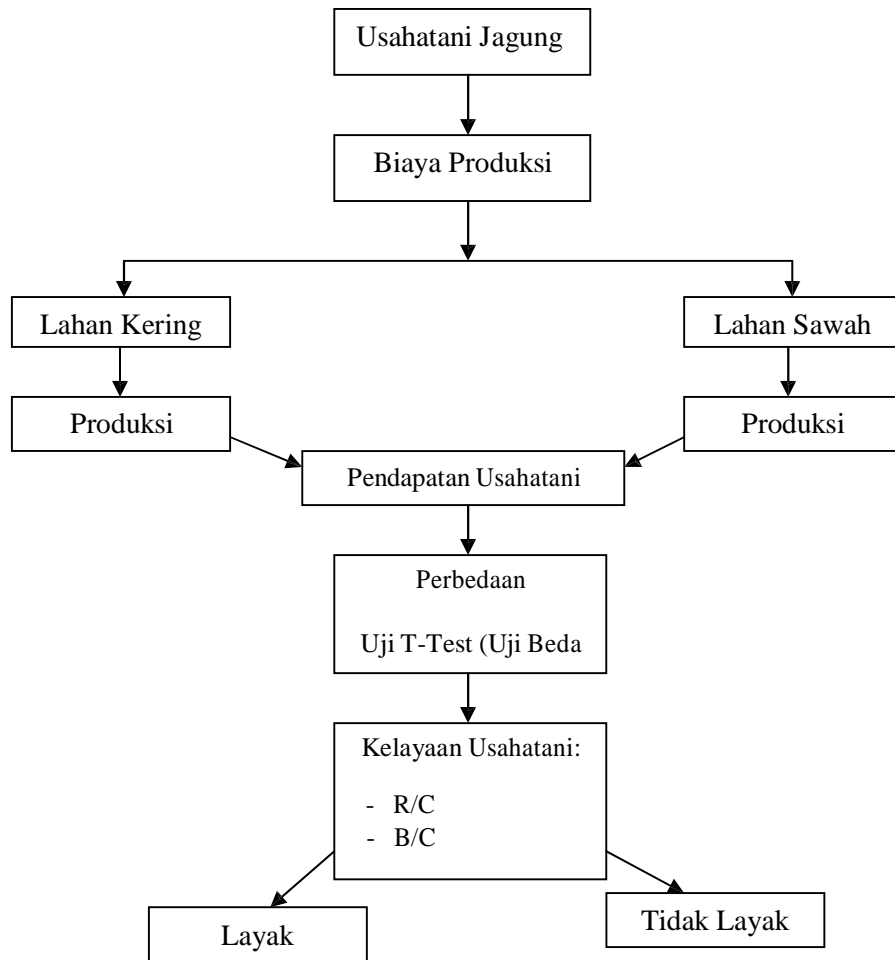 Usahatani Jagung
Biaya Produksi
Lahan Kering
Lahan Sawah
Produksi
Produksi
Pendapatan Usahatani
Perbedaan
Uji T-Test (Uji Beda
Kelayaan Usahatani:
- R/C
- B/C
Layak
Tidak Layak